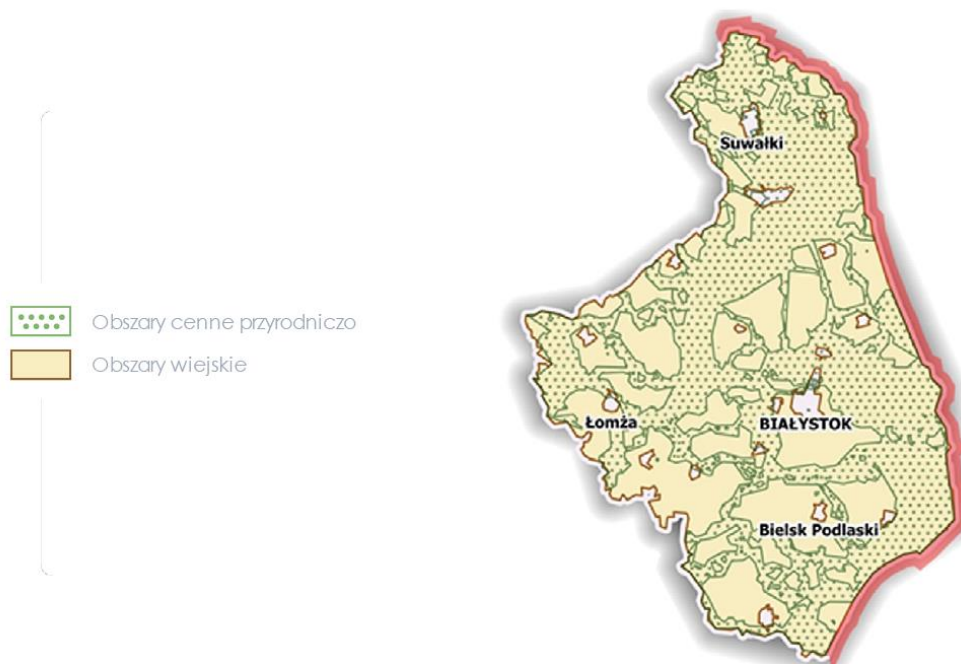 Suwałki
Obszary cenne przyrodniczo
Obszary wiejskie
Łomża
BIAŁYSTOK
Bielsk Podlaski